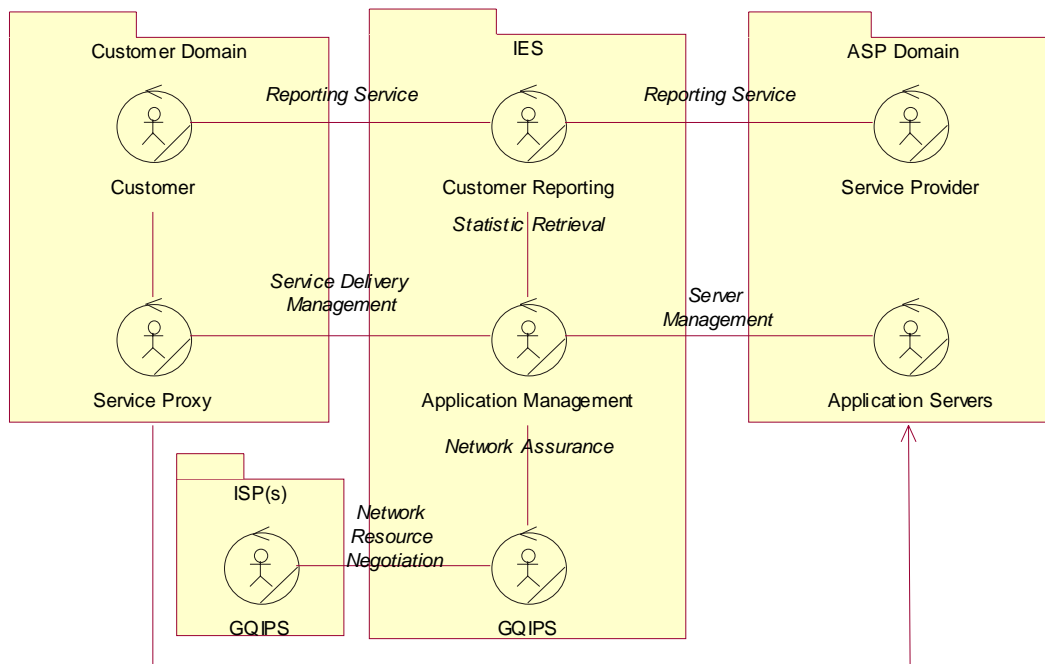 Customer Domain
IES
ASP Domain
Reporting Service
Reporting Service
Customer
Customer Reporting
Service Provider
Statistic Retrieval
Service Delivery
Management
Server
Management
Service Proxy
Application Management
Application Servers
Network Assurance
ISP(s)
Network
Resource
Negotiation
GQIPS
GQIPS